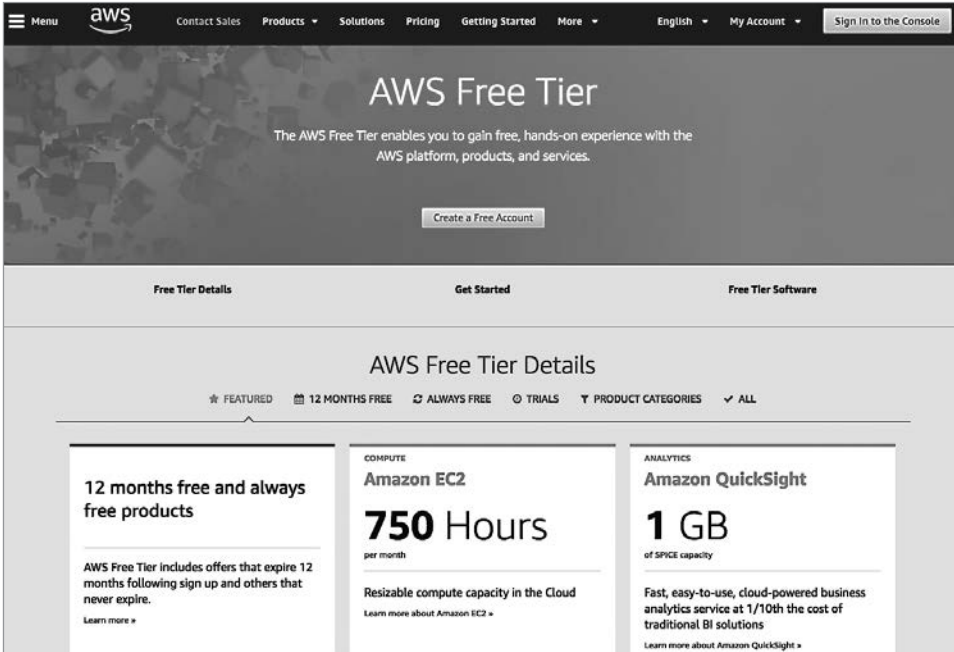 Menu
aws
Contact Sales
Products
Solutions
Pricing
Getting Started
More
English
My Account
Sign In to the Console
AWS Free Tier
The AWS Free Tier enables you to gain free, hands-on experience with the
AWS platform, products, and services.
Create a Free Account
Free Tier Details
Get Started
Free Tier Software
AWS Free Tier Details
FEATURED
12 MONTHS FREE
ALWAYS FREE
TRIALS
PRODUCT CATEGORIES
ALL
12 months free and always
free products
AWS Free Tier includes offers that expire 12
months following sign up and others that
never expire.
Learn more »
COMPUTE
Amazon EC2
750 Hours
per month
Resizable compute capacity in the Cloud
Learn more about Amazon EC2 »
ANALYTICS
Amazon QuickSight
1 GB
of SPICE capacity
Fast, easy-to-use, cloud-powered business
analytics service at 1/10th the cost of
traditional BI solutions
Learn more about Amazon QuickSight »